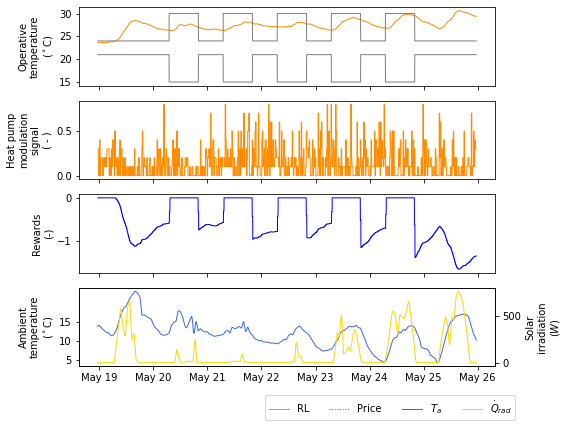 Operative
temperature
(°C)
30
25
20
15
Heat pump
modulation
signal
( - )
0.5
0.0
Rewards
(-)
0
−1
Ambient
temperature
(°C)
15
10
5
500
0
Solar
irradiation
(W)
May 19 May 20 May 21 May 22 May 23 May 24 May 25 May 26
RL Price Tₐ Q̇rad